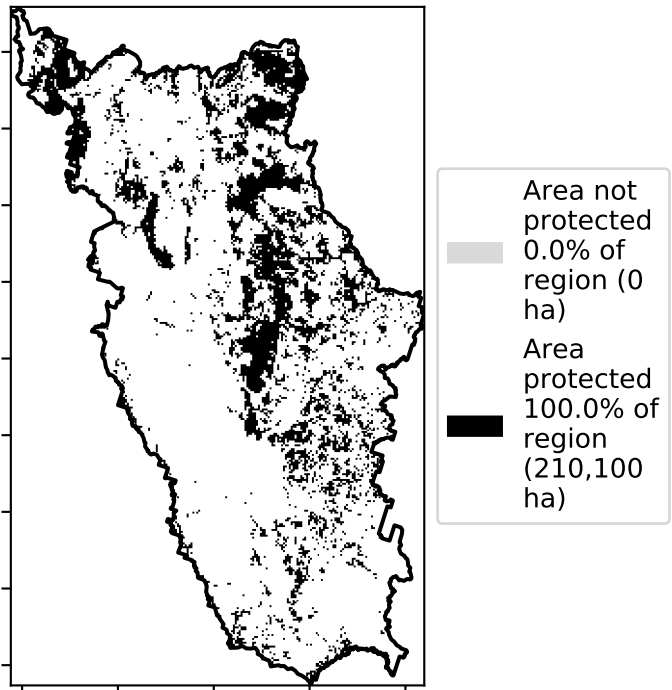 Area not
protected
0.0% of
region (0
ha)
Area
protected
100.0% of
region
(210,100
ha)